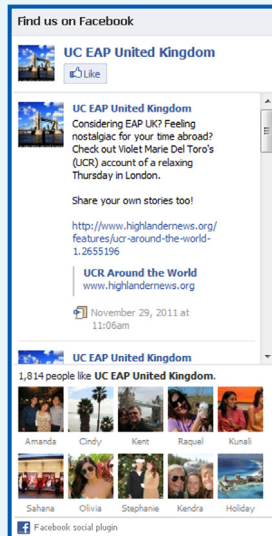 Find us on Facebook
UC EAP United Kingdom
Like
UC EAP United Kingdom
Considering EAP UK? Feeling
nostalgiac for your time abroad?
Check out Violet Marie Del Toro's
(UCR) account of a relaxing
Thursday in London.
Share your own stories too!
http://www.highlandernews.org/
features/ucr-around-the-world-
1.2655196
UCR Around the World
www.highlandernews.org
November 29, 2011 at
11:06am
UC EAP United Kingdom
1,814 people like UC EAP United Kingdom.
Amanda Cindy Kent Raquel Kunali
Sahana Olivia Stephanie Kendra Holiday
Facebook social plugin